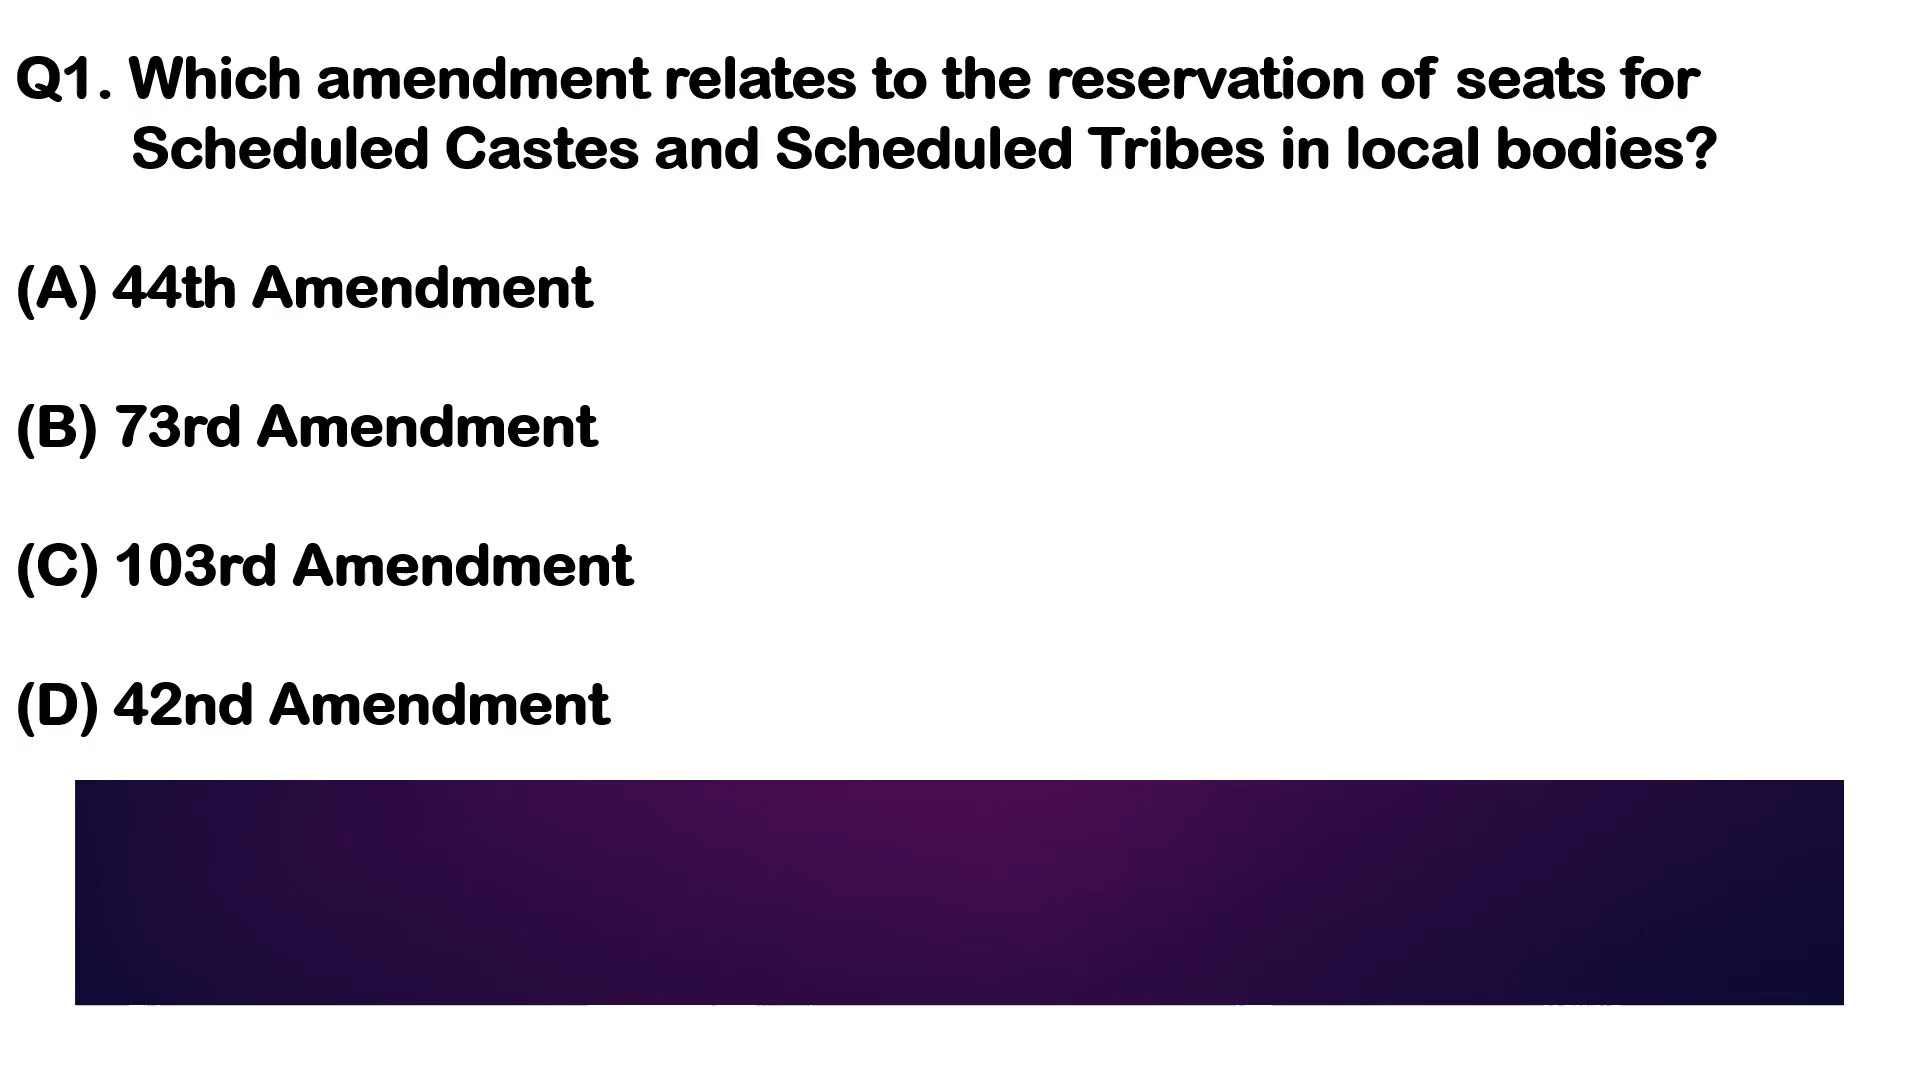 Q1. Which amendment relates to the reservation of seats for
Scheduled Castes and Scheduled Tribes in local bodies?
(A) 44th Amendment
(B) 73rd Amendment
(C) 103rd Amendment
(D) 42nd Amendment